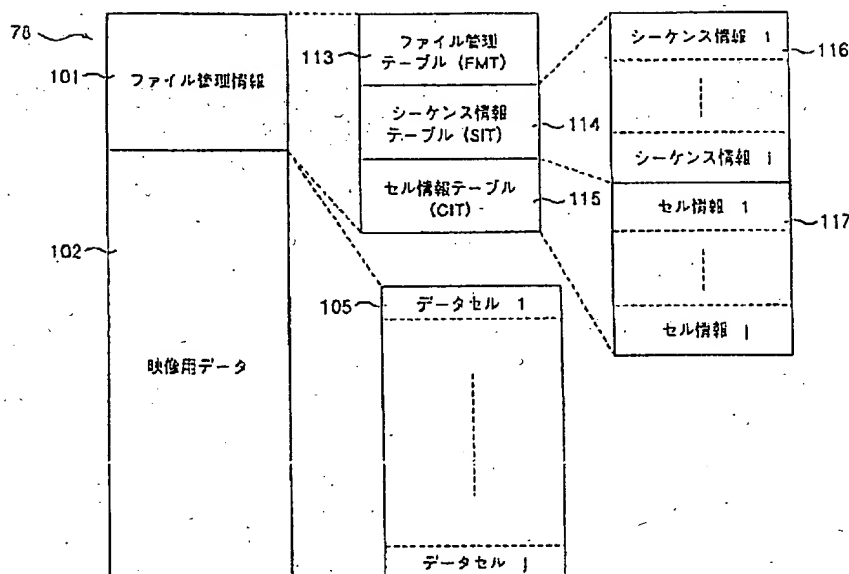 78
101
ファイル管理情報
102
映像用データ
113
ファイル管理
テーブル (FMT)
シーケンス情報
テーブル (SIT)
114
セル情報テーブル
(CIT)
115
105
データセル 1
データセル j
シーケンス情報 1
116
シーケンス情報 i
セル情報 1
117
セル情報 j